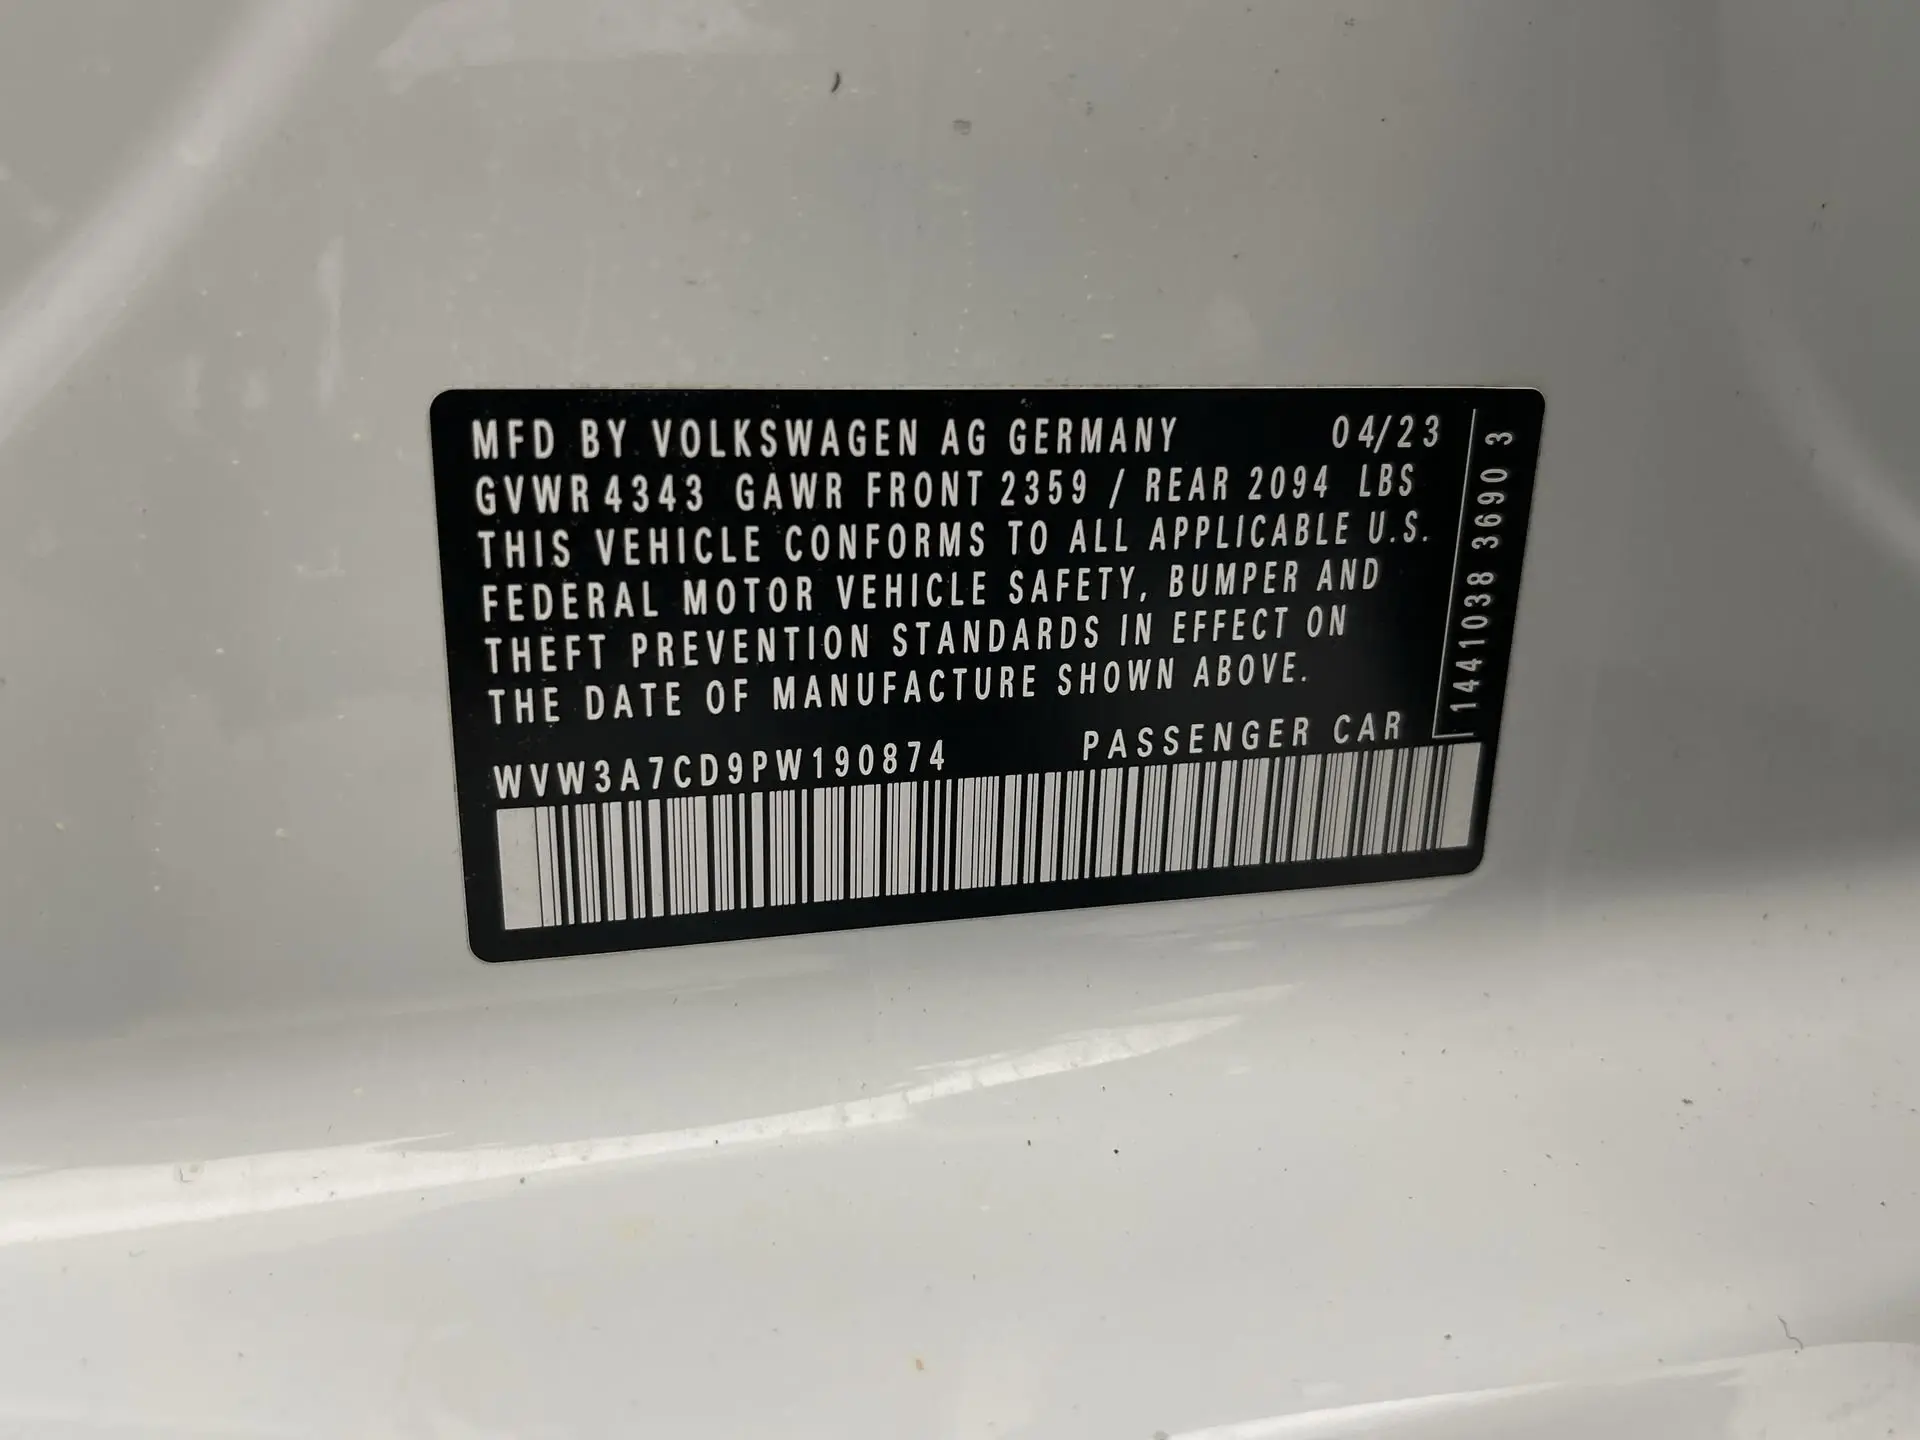 MFD BY VOLKSWAGEN AG GERMANY 04/23
GVWR 4343 GAWR FRONT 2359 / REAR 2094 LBS
THIS VEHICLE CONFORMS TO ALL APPLICABLE U.S.
FEDERAL MOTOR VEHICLE SAFETY, BUMPER AND
THEFT PREVENTION STANDARDS IN EFFECT ON
THE DATE OF MANUFACTURE SHOWN ABOVE.
WVW3A7CD9PW190874 PASSENGER CAR
1441038 3690 3